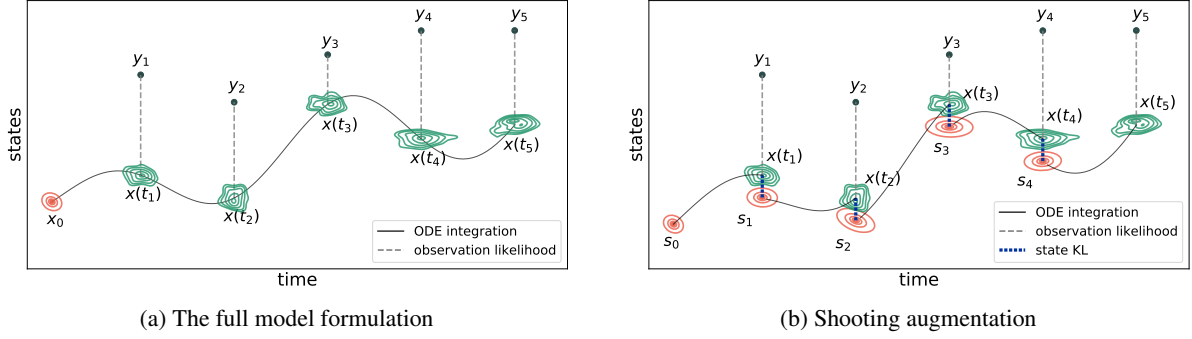 y₁
y₂
y₃
y₄
y₅
x₀
x(t₁)
x(t₂)
x(t₃)
x(t₄)
x(t₅)
states
time
ODE integration
observation likelihood
(a) The full model formulation
y₁
y₂
y₃
y₄
y₅
x(t₁)
x(t₂)
x(t₃)
x(t₄)
x(t₅)
s₀
s₁
s₂
s₃
s₄
states
time
ODE integration
observation likelihood
state KL
(b) Shooting augmentation